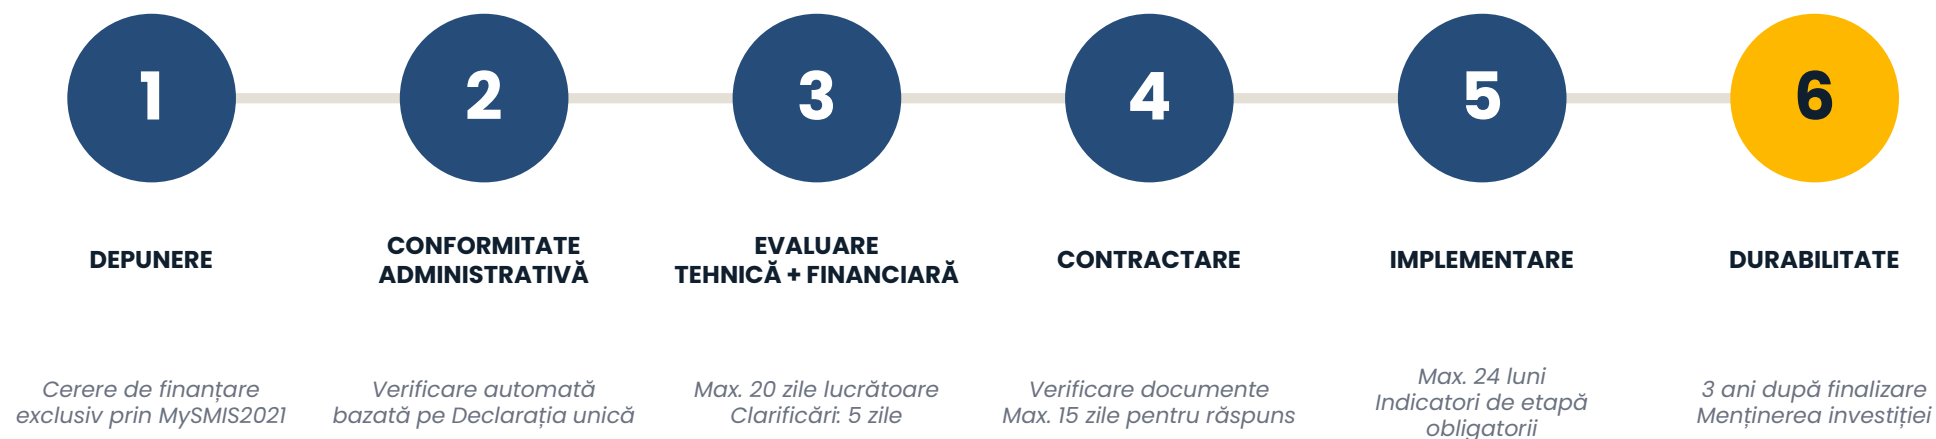 1
DEPUNERE
Cerere de finanțare
exclusiv prin MySMIS2021
2
CONFORMITATE
ADMINISTRATIVĂ
Verificare automată
bazată pe Declarația unică
3
EVALUARE
TEHNICĂ + FINANCIARĂ
Max. 20 zile lucrătoare
Clarificări: 5 zile
4
CONTRACTARE
Verificare documente
Max. 15 zile pentru răspuns
5
IMPLEMENTARE
Max. 24 luni
Indicatori de etapă
obligatorii
6
DURABILITATE
3 ani după finalizare
Menținerea investiției